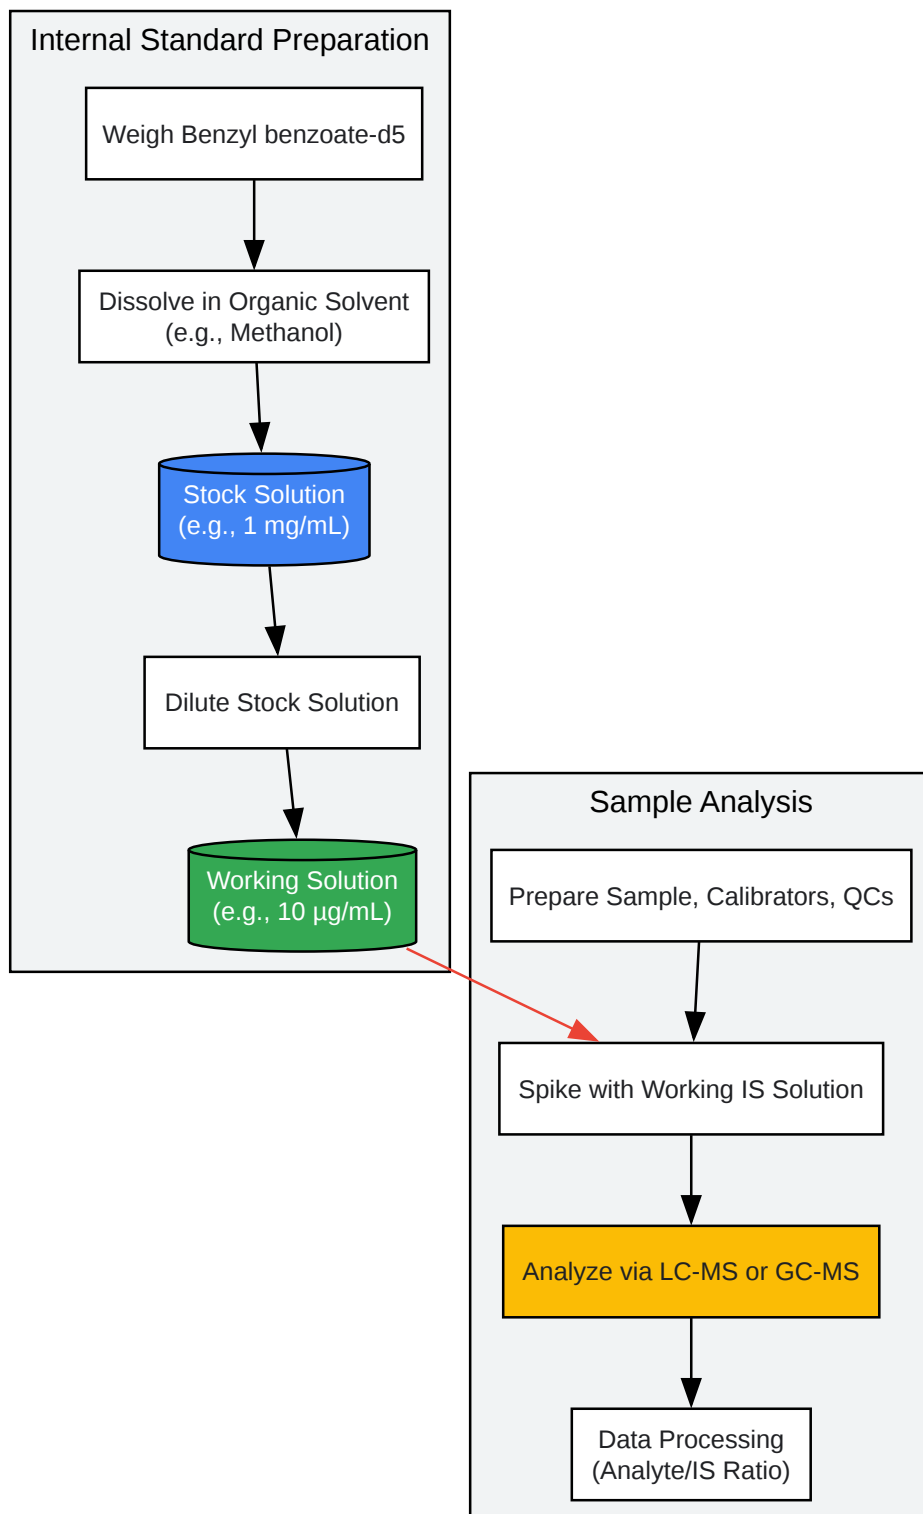 Internal Standard Preparation
Weigh Benzyl benzoate-d5
Dissolve in Organic Solvent
(e.g., Methanol)
Stock Solution
(e.g., 1 mg/mL)
Dilute Stock Solution
Working Solution
(e.g., 10 µg/mL)
Sample Analysis
Prepare Sample, Calibrators, QCs
Spike with Working IS Solution
Analyze via LC-MS or GC-MS
Data Processing
(Analyte/IS Ratio)